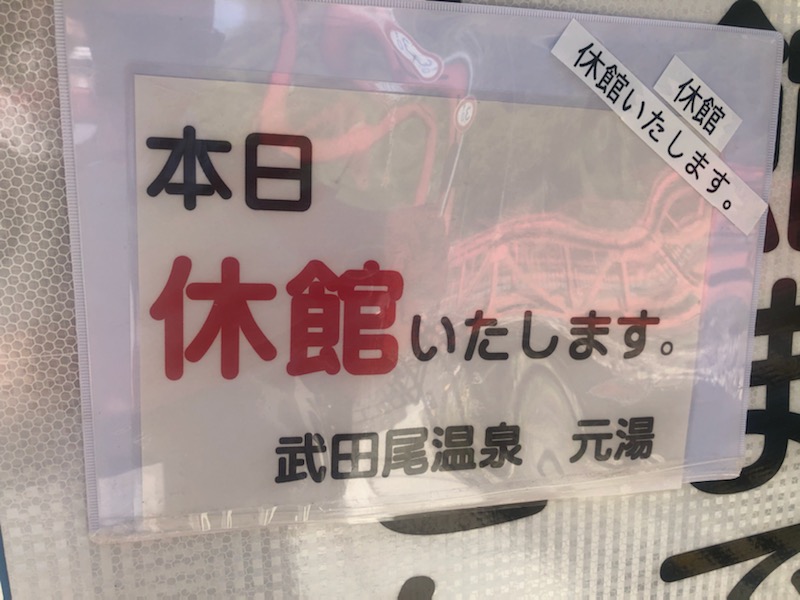 休館
休館いたします。
本日
休館いたします。
武田尾温泉 元湯